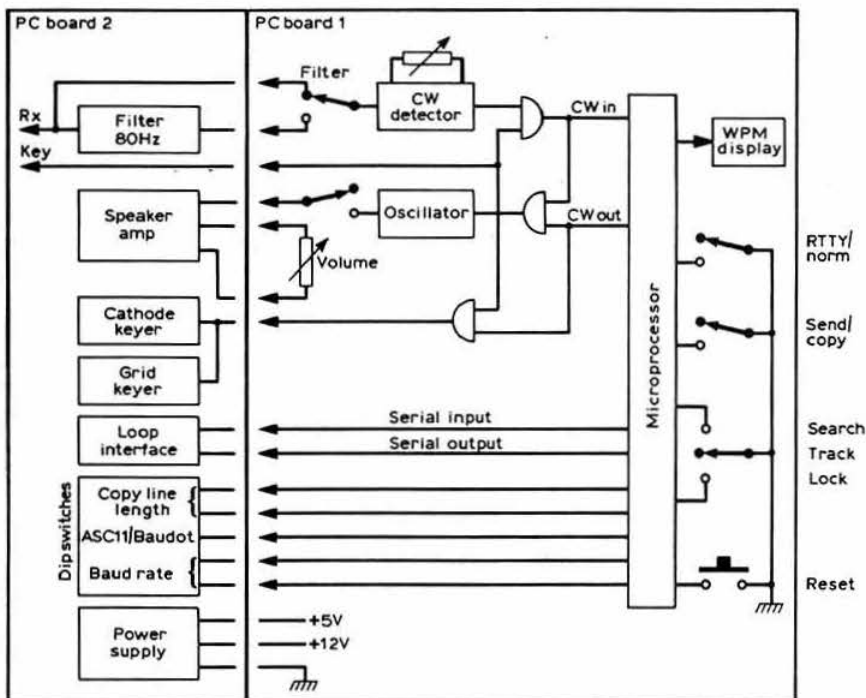 PC board 2
PC board 1
Filter
Rx
Filter
80Hz
Key
CW
detector
CW in
WPM
display
Speaker
amp
Oscillator
CW out
Volume
RTTY/
norm
Cathode
keyer
Send/
copy
Grid
keyer
Microprocessor
Loop
interface
Serial input
Serial output
Search
Track
Lock
Dipswitches
Copy line
length
ASC11/Baudot
Baud rate
Reset
Power
supply
+5V
+12V